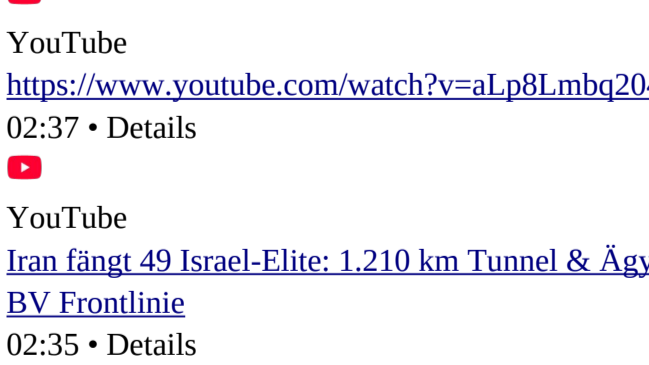 YouTube
https://www.youtube.com/watch?v=aLp8Lmbq20
02:37 • Details
YouTube
Iran fängt 49 Israel-Elite: 1.210 km Tunnel &
BV Frontlinie
02:35 • Details